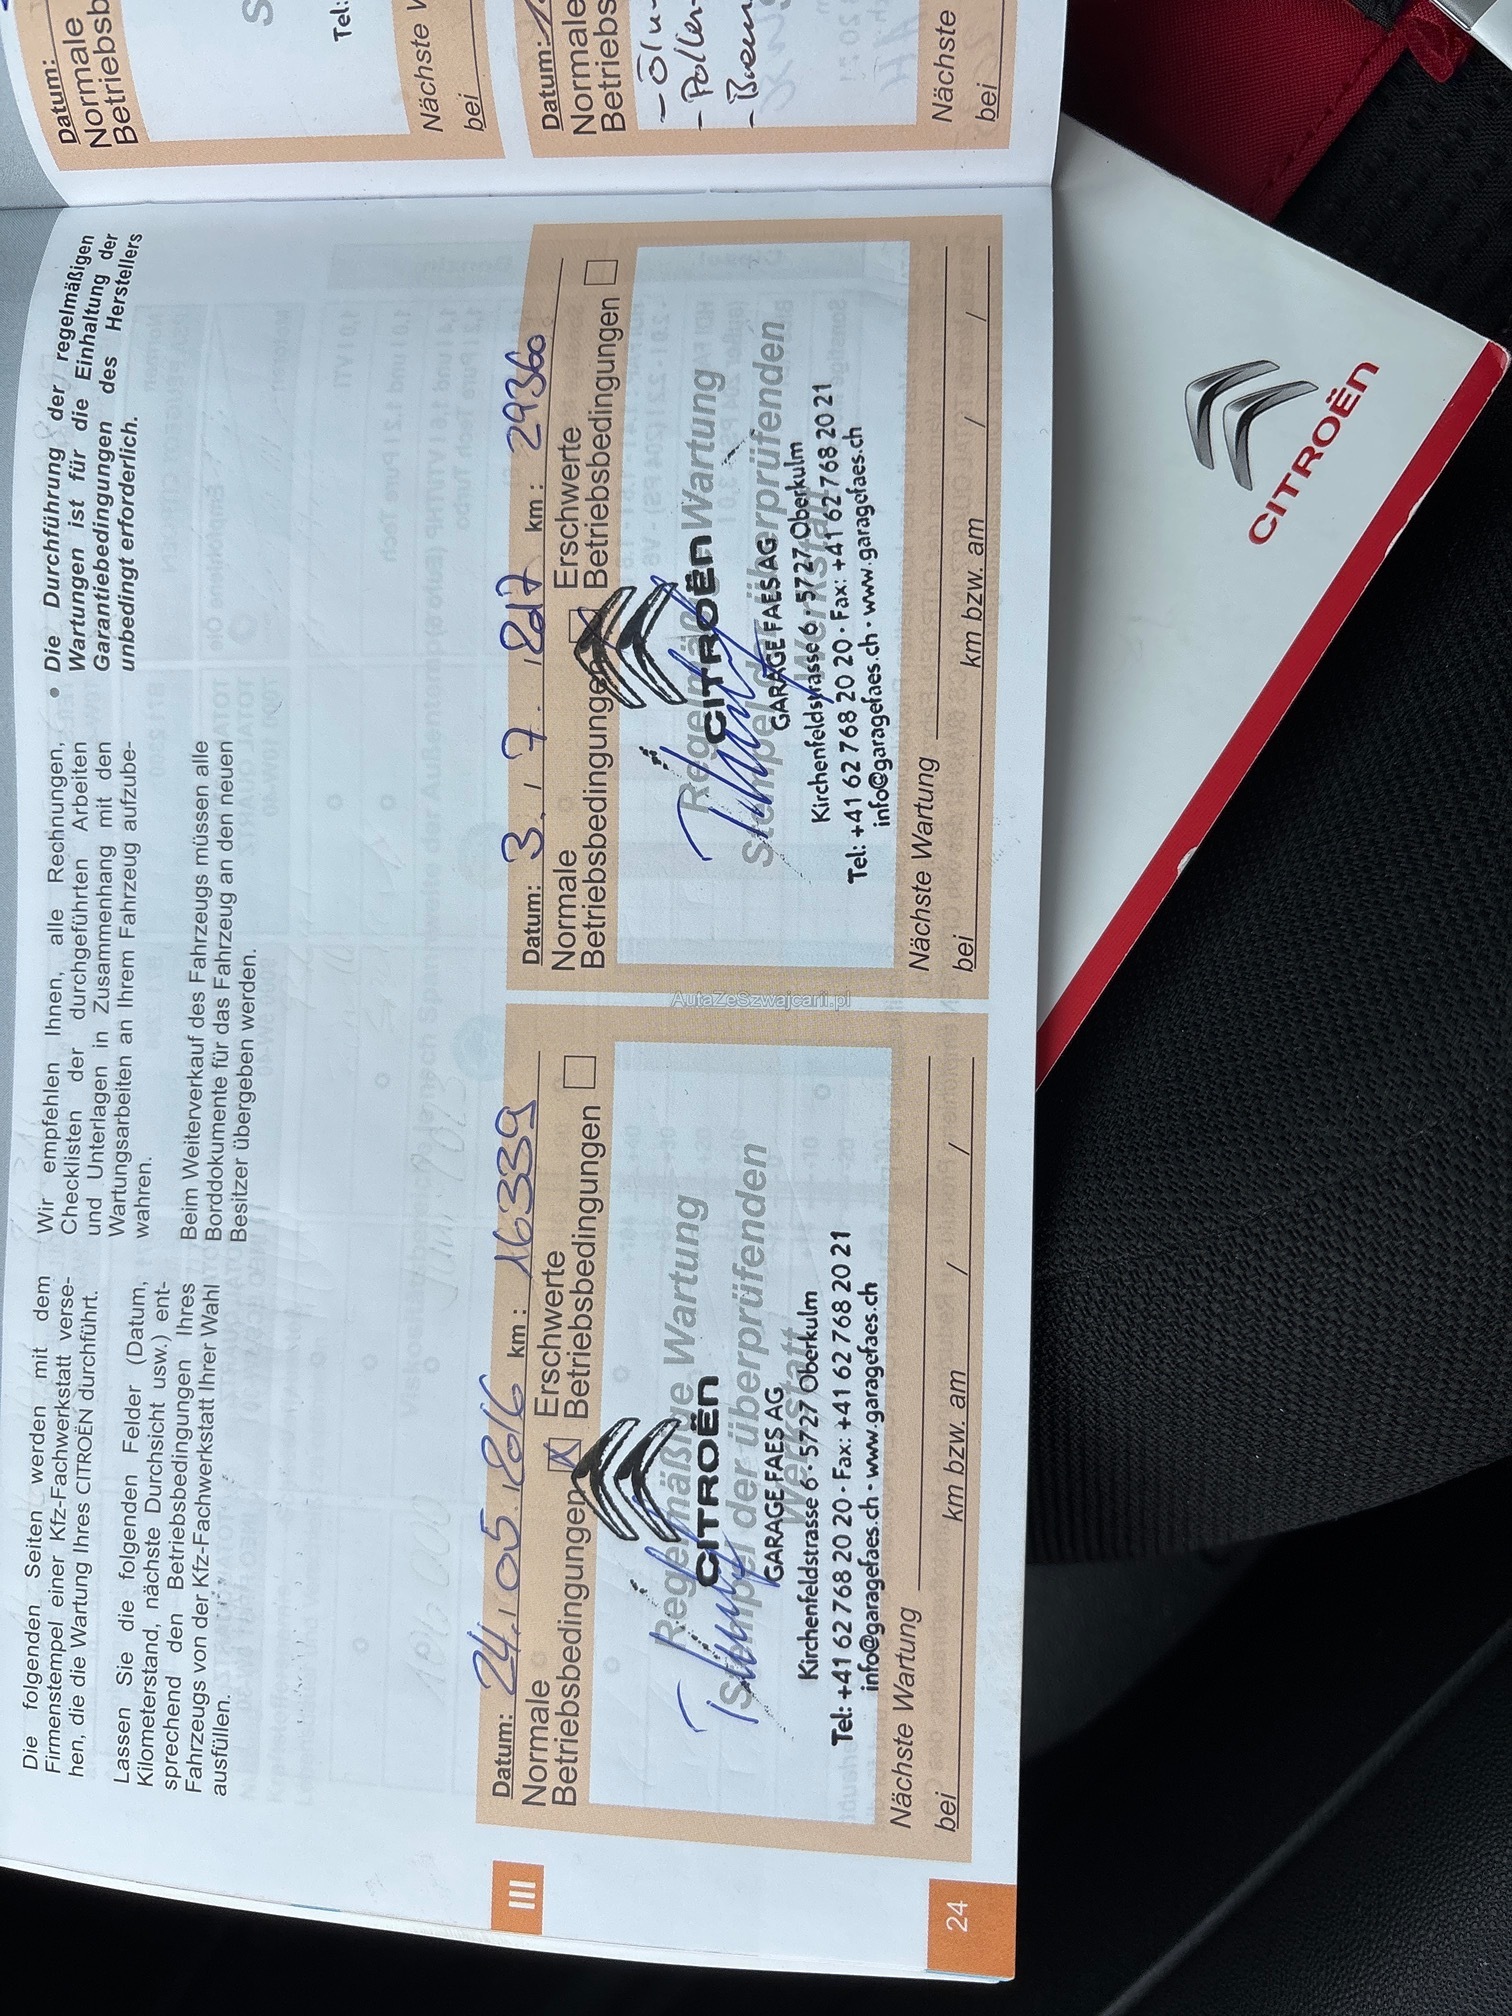 Die folgenden Seiten werden mit dem
Firmenstempel einer Kfz-Fachwerkstatt verse-
hen, die die Wartung Ihres CITROËN durchführt.
Lassen Sie die folgenden Felder (Datum,
Kilometerstand, nächste Durchsicht usw.) ent-
sprechend den Betriebsbedingungen Ihres
Fahrzeugs von der Kfz-Fachwerkstatt Ihrer Wahl
ausfüllen.
Wir empfehlen Ihnen, alle Rechnungen,
Checklisten der durchgeführten Arbeiten
und Unterlagen in Zusammenhang mit den
Wartungsarbeiten an Ihrem Fahrzeug aufzube-
wahren.
Beim Weiterverkauf des Fahrzeugs müssen alle
Borddokumente für das Fahrzeug an den neuen
Besitzer übergeben werden.
• Die Durchführung der regelmäßigen
Wartungen ist für die Einhaltung der
Garantiebedingungen des Herstellers
unbedingt erforderlich.
III
Datum: 24.05.2016 km : 16339
Normale
Betriebsbedingungen
Erschwerte
Betriebsbedingungen
Regelmäßige Wartung
Stempel der überprüfenden
Werkstatt
CITROËN
GARAGE FAES AG
Kirchenfeldstrasse 6 · 5727 Oberkulm
Tel: +41 62 768 20 20 · Fax: +41 62 768 20 21
info@garagefaes.ch · www.garagefaes.ch
Nächste Wartung
bei / km bzw. am / /
Datum: 3.7.2017 km : 29360
Normale
Betriebsbedingungen
Erschwerte
Betriebsbedingungen
Regelmäßige Wartung
Stempel der überprüfenden
Werkstatt
CITROËN
GARAGE FAES AG
Kirchenfeldstrasse 6 · 5727 Oberkulm
Tel: +41 62 768 20 20 · Fax: +41 62 768 20 21
info@garagefaes.ch · www.garagefaes.ch
Nächste Wartung
bei km bzw. am / /
24
Datum:
Normale
Betriebsb
Tel:
Nächste
bei
Datum:
Normale
Betriebs
- Ölw
- Pollen
Nächste
bei
CITROËN
AutaZeSzwajcarii.pl